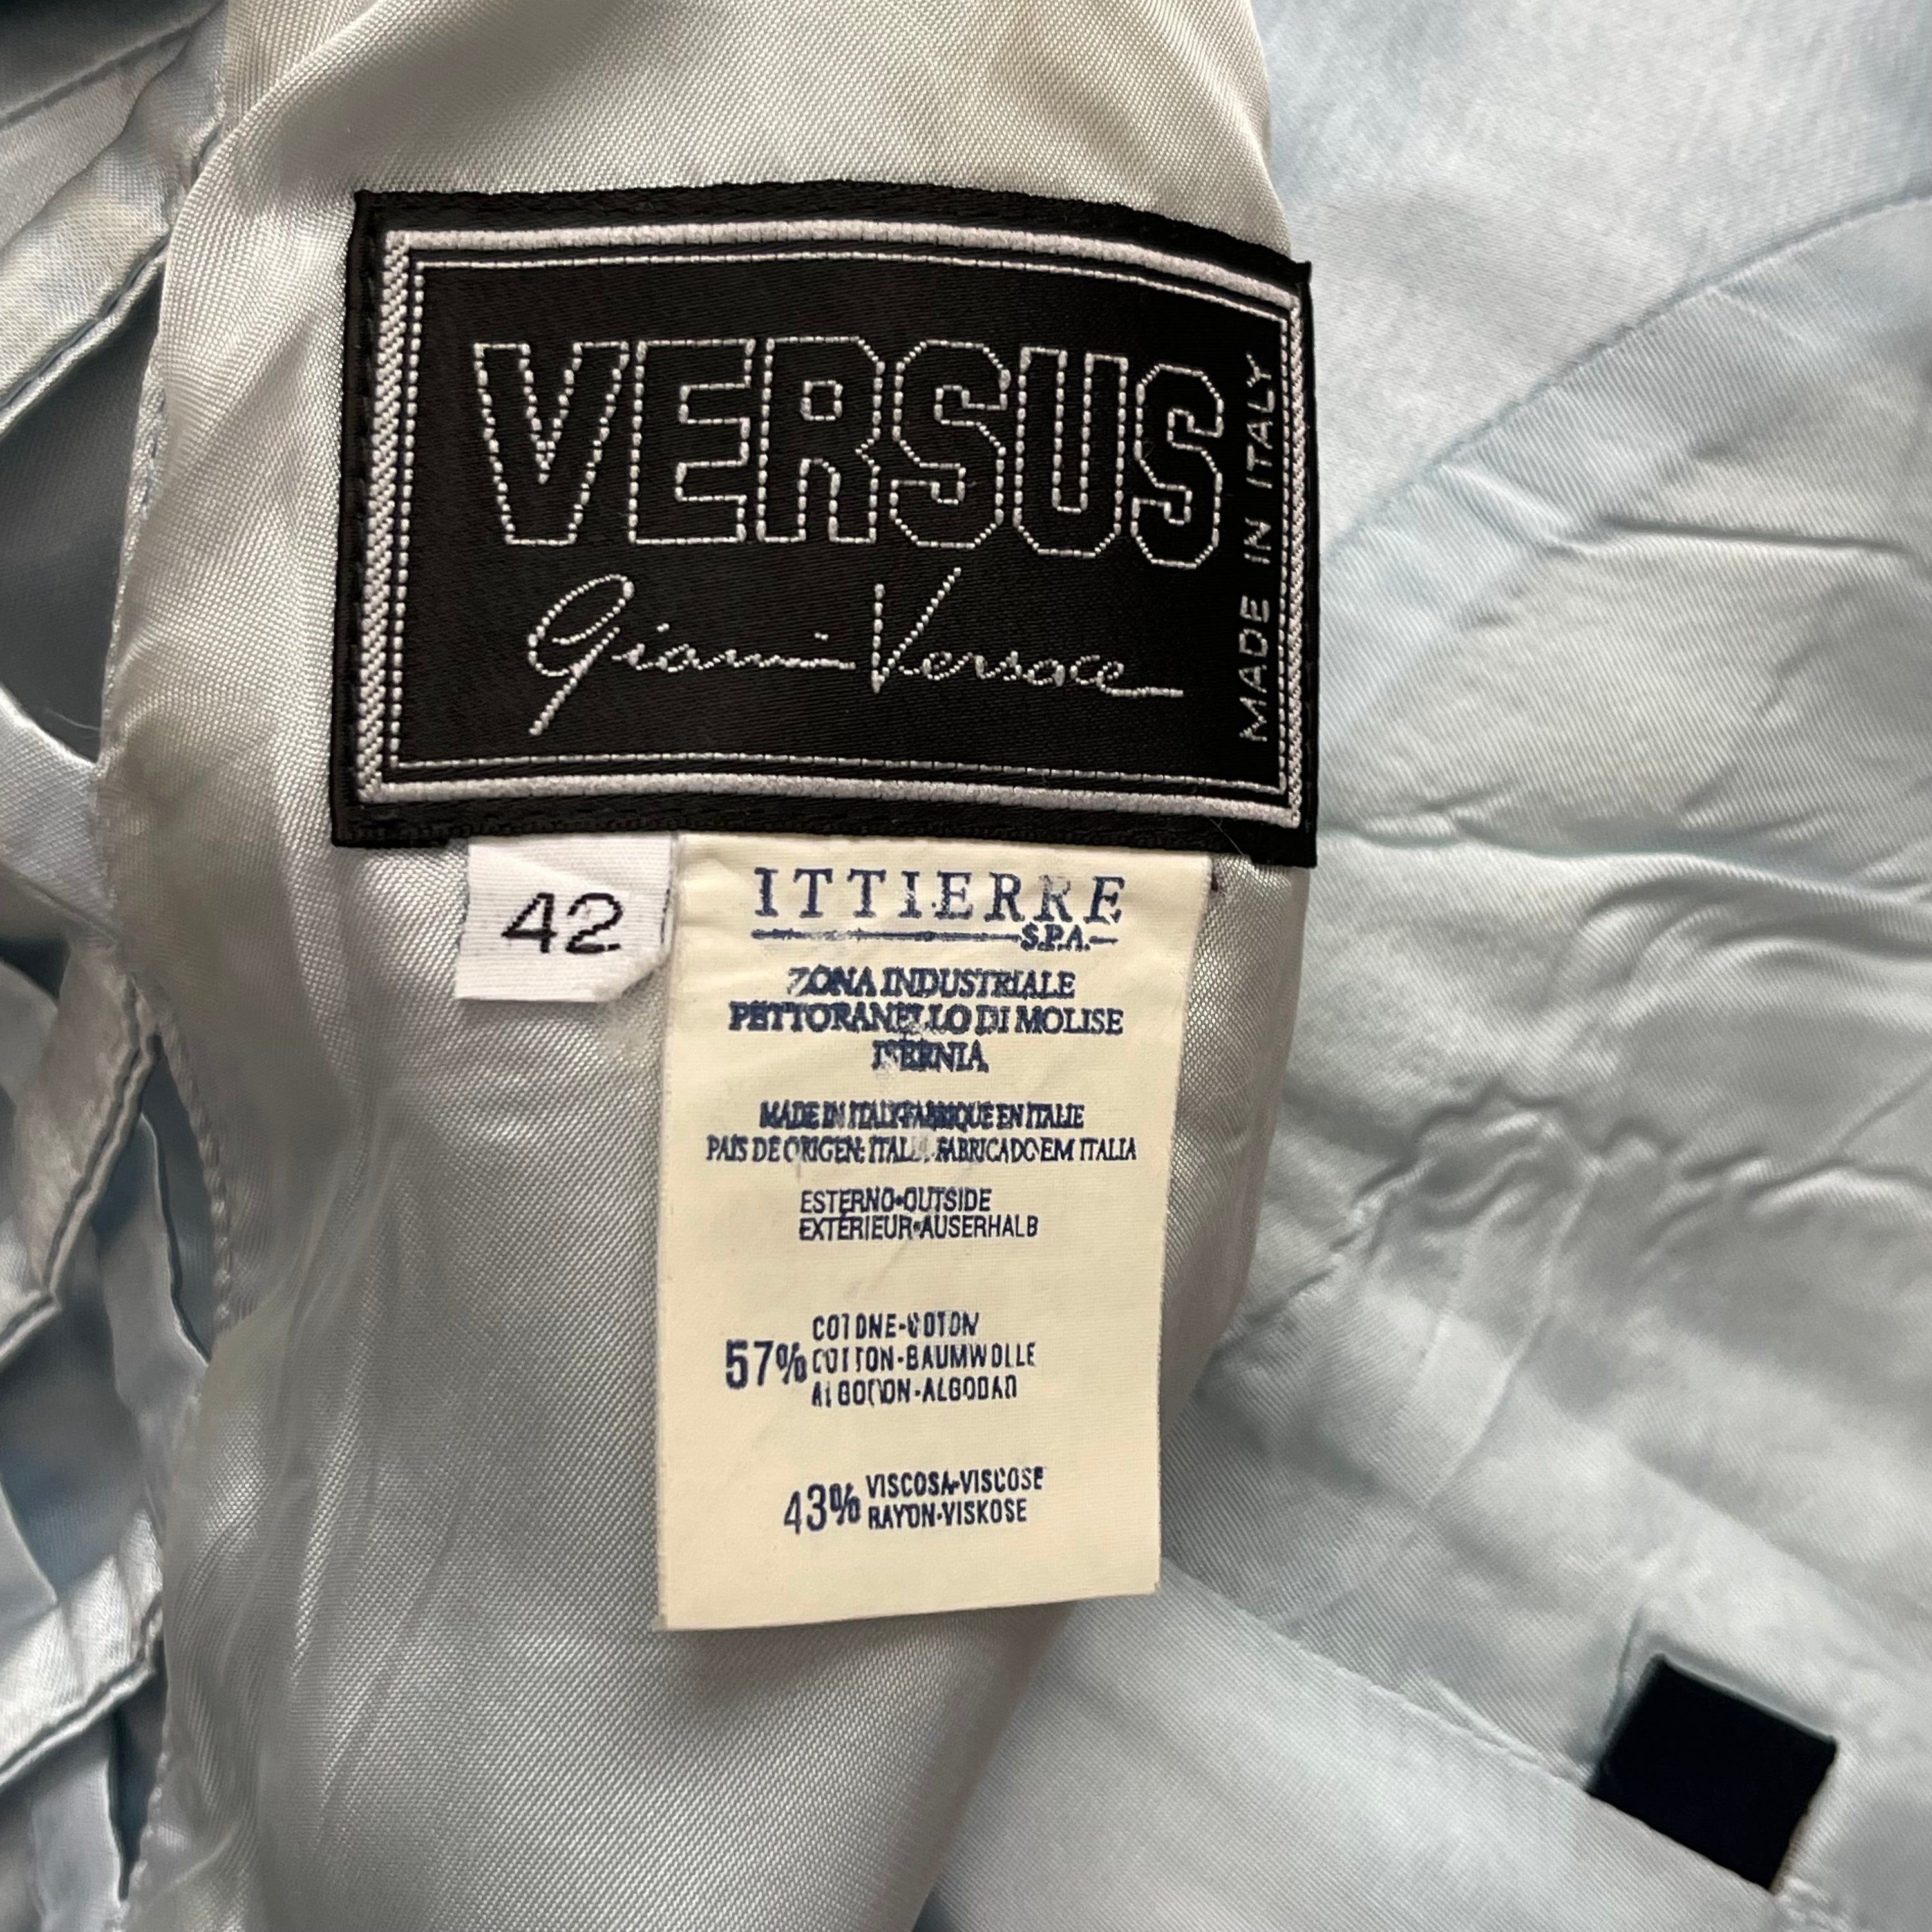 VERSUS
Gianni Versace
MADE IN ITALY
42
ITTIERRE
S.P.A.
ZONA INDUSTRIALE
PETTORANELLO DI MOLISE
ISERNIA
MADE IN ITALY-FABRIQUE EN ITALIE
PAIS DE ORIGEN: ITALIA FABRICADO EM ITALIA
ESTERNO•OUTSIDE
EXTÉRIEUR•AUSERHALB
57% COTONE-COTON
COTTON-BAUMWOLLE
ALGODON-ALGODAO
43% VISCOSA-VISCOSE
RAYON-VISKOSE